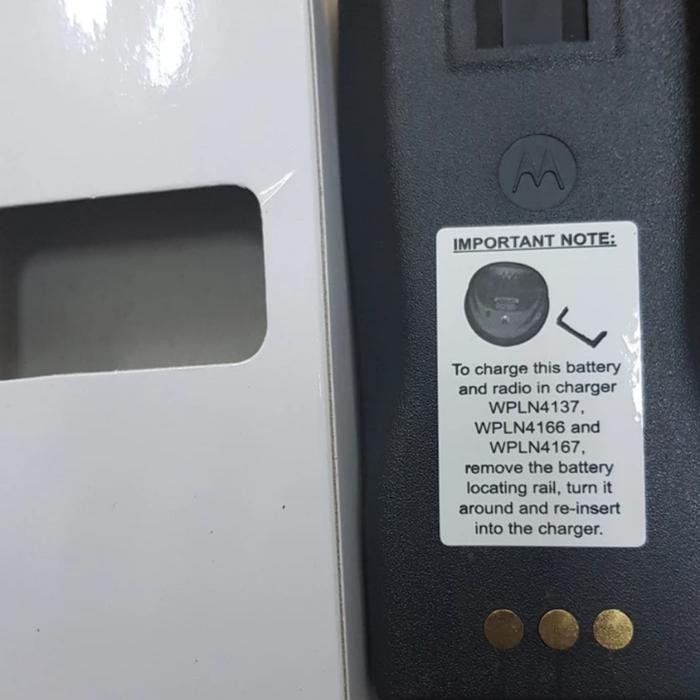 IMPORTANT NOTE:
To charge this battery
and radio in charger
WPLN4137,
WPLN4166 and
WPLN4167,
remove the battery
locating rail, turn it
around and re-insert
into the charger.